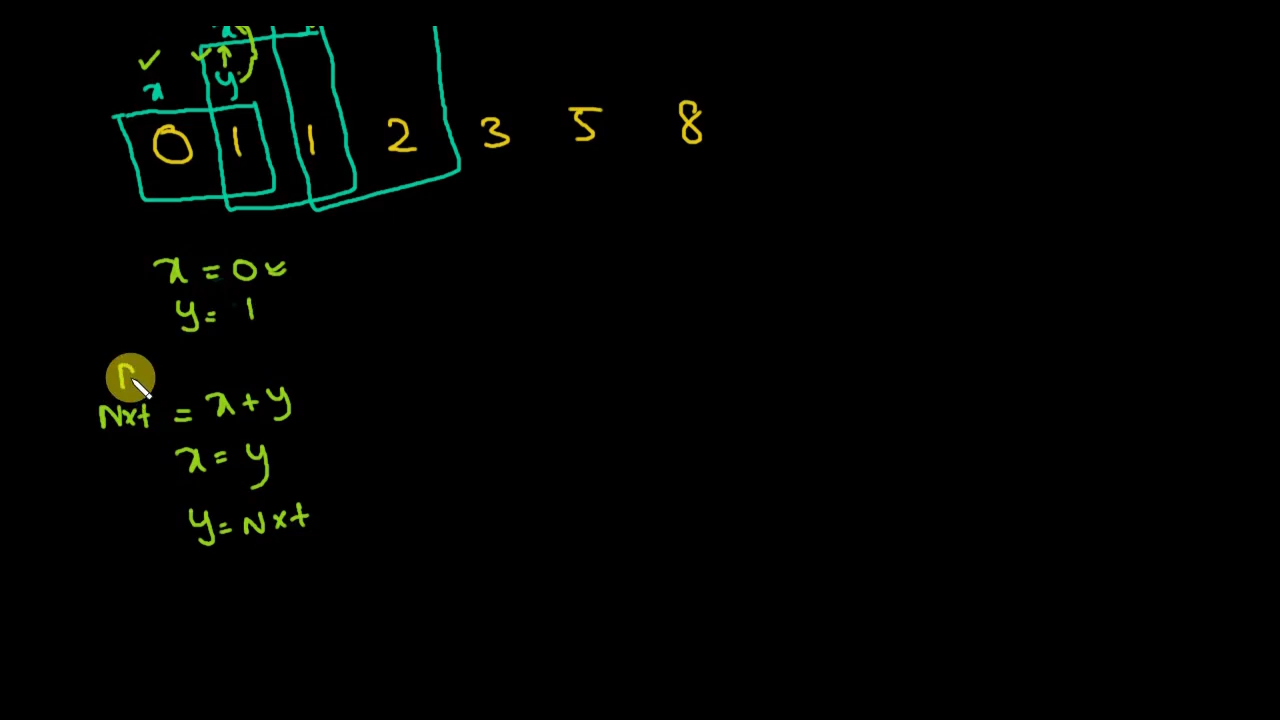 x
x y
0 1 1 2 3 5 8
x = 0
y = 1
Nxt = x + y
x = y
y = Nxt